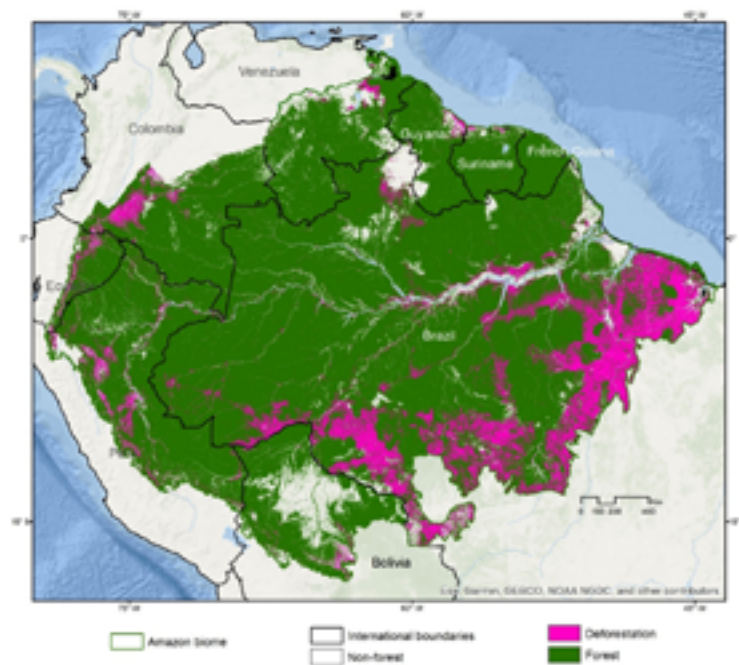 Venezuela
Colombia
Guyana
Suriname
French Guiana
0°
Brazil
Bolivia
Esri, Garmin, GEBCO, NOAA NGDC, and other contributors
Amazon biome
International boundaries
Non-forest
Deforestation
Forest